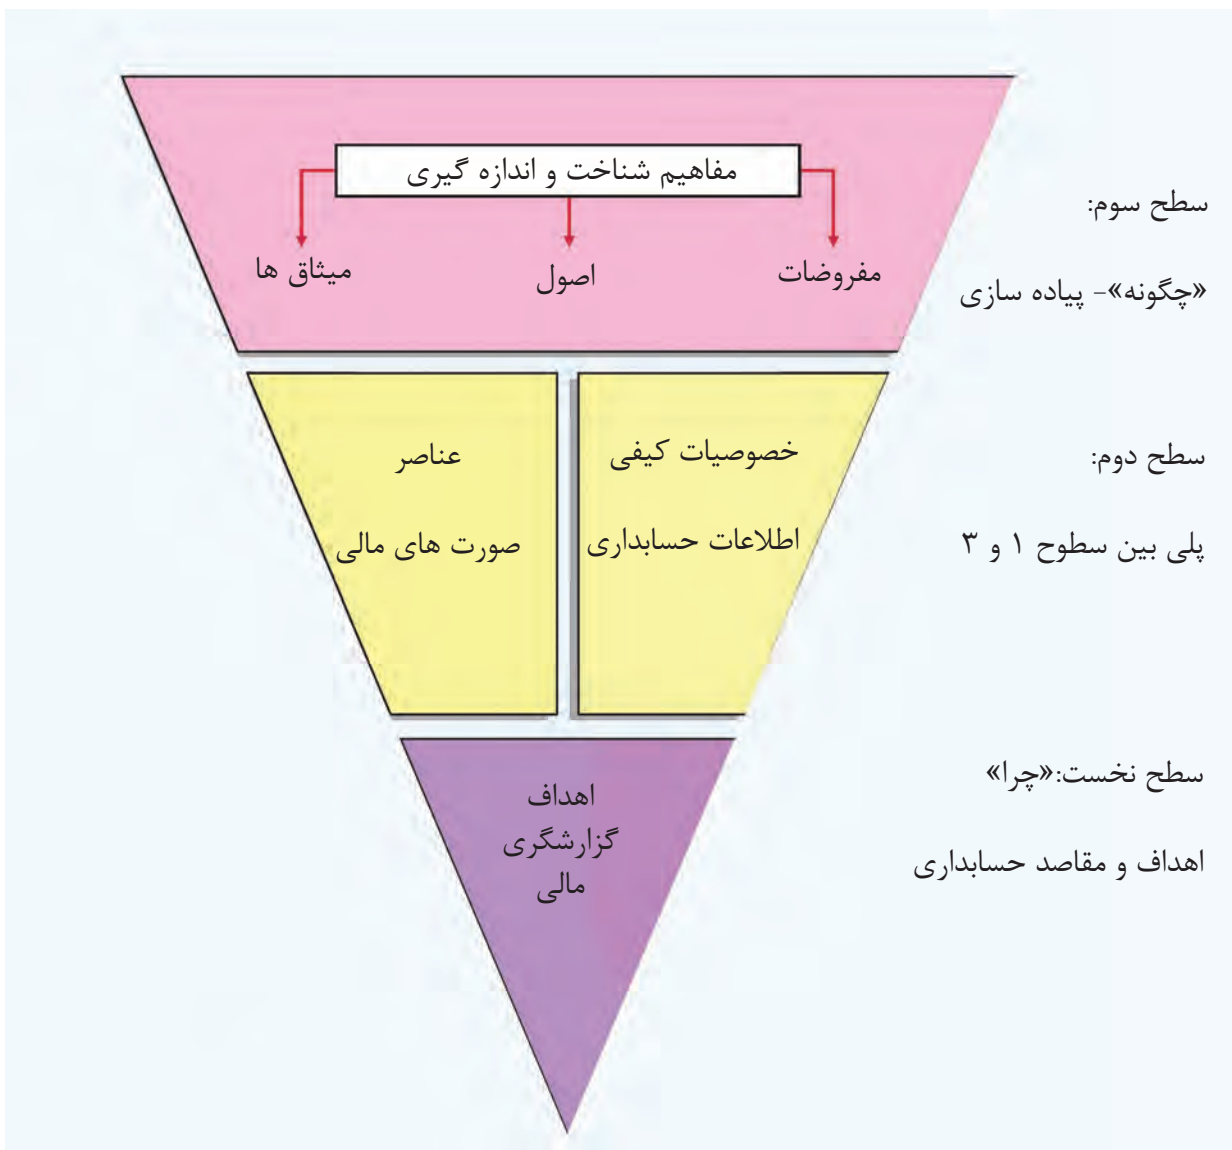 مفاهیم شناخت و اندازه گیری
مفروضات
اصول
میثاق ها
سطح سوم:
«چگونه»- پیاده سازی
خصوصیات کیفی
اطلاعات حسابداری
عناصر
صورت های مالی
سطح دوم:
پلی بین سطوح ۱ و ۳
اهداف
گزارشگری
مالی
سطح نخست:«چرا»
اهداف و مقاصد حسابداری